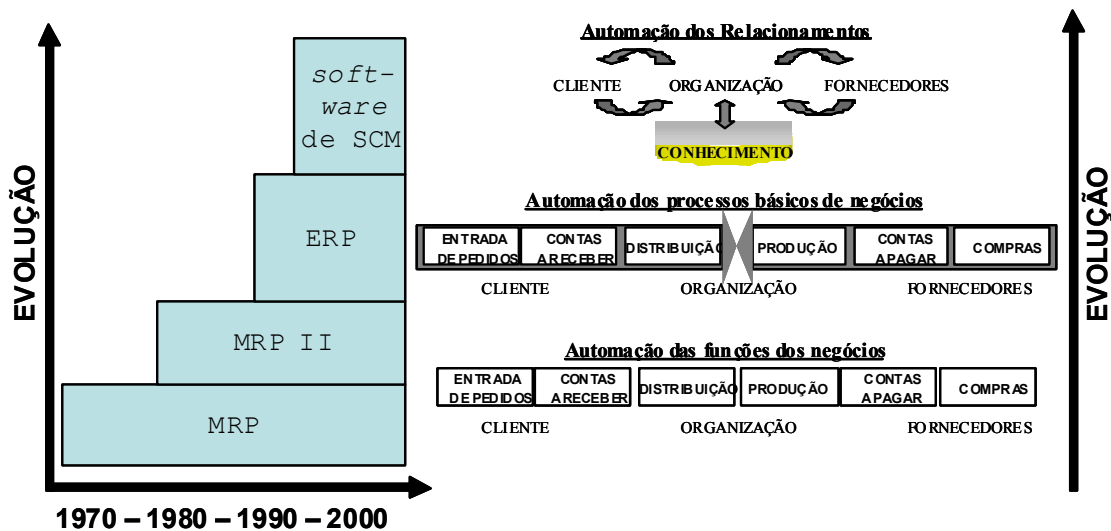 EVOLUÇÃO
soft-
ware
de SCM
ERP
MRP II
MRP
1970 – 1980 – 1990 – 2000
Automação dos Relacionamentos
CLIENTE ORGANIZAÇÃO FORNECEDORES
CONHECIMENTO
Automação dos processos básicos de negócios
ENTRADA DE PEDIDOS
CONTAS A RECEBER
DISTRIBUIÇÃO
PRODUÇÃO
CONTAS A PAGAR
COMPRAS
CLIENTE ORGANIZAÇÃO FORNECEDORES
Automação das funções dos negócios
ENTRADA DE PEDIDOS
CONTAS A RECEBER
DISTRIBUIÇÃO
PRODUÇÃO
CONTAS A PAGAR
COMPRAS
CLIENTE ORGANIZAÇÃO FORNECEDORES
EVOLUÇÃO